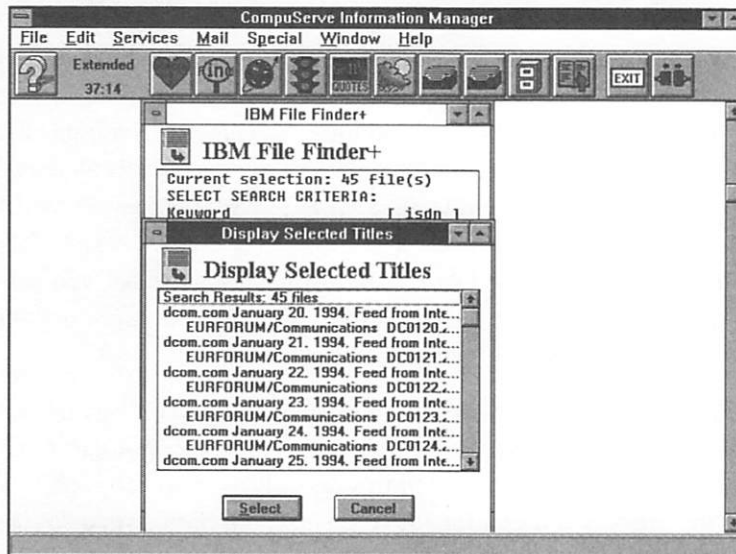 CompuServe Information Manager
File Edit Services Mail Special Window Help
Extended
37:14
QUOTES
EXIT
IBM File Finder+
IBM File Finder+
Current selection: 45 file(s)
SELECT SEARCH CRITERIA:
Keyword [ isdn ]
Display Selected Titles
Display Selected Titles
Search Results: 45 files
dcom.com January 20, 1994. Feed from Inte...
EURFORUM/Communications DC0120.z...
dcom.com January 21, 1994. Feed from Inte...
EURFORUM/Communications DC0121.z...
dcom.com January 22, 1994. Feed from Inte...
EURFORUM/Communications DC0122.z...
dcom.com January 23, 1994. Feed from Inte...
EURFORUM/Communications DC0123.z...
dcom.com January 24, 1994. Feed from Inte...
EURFORUM/Communications DC0124.z...
dcom.com January 25, 1994. Feed from Inte...
Select Cancel